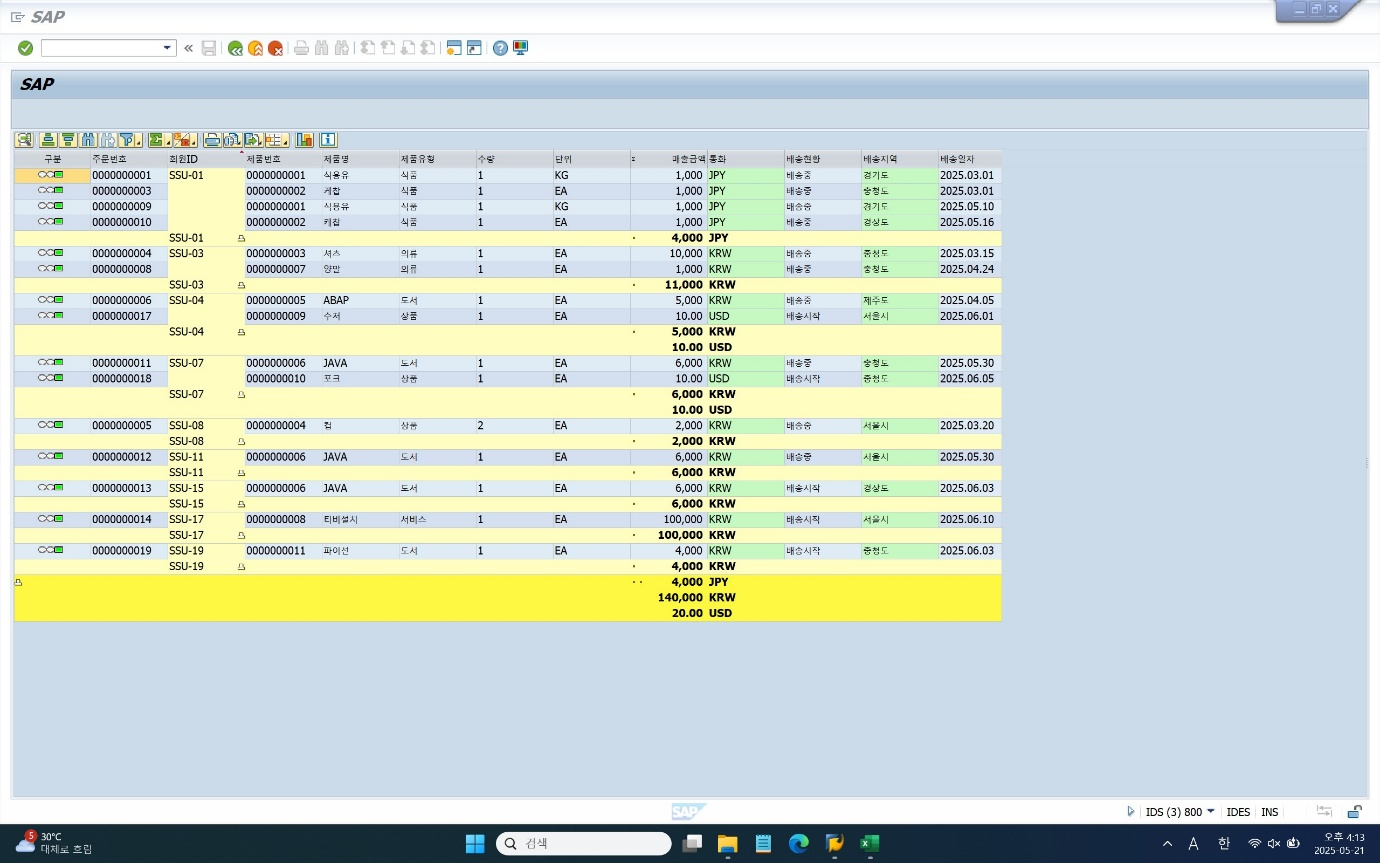 SAP
SAP
구분 주문번호 회원ID 제품번호 제품명 제품유형 수량 단위 Σ 매출금액 통화 배송현황 배송지역 배송일자
0000000001 SSU-01 0000000001 식용유 식품 1 KG 1,000 JPY 배송중 경기도 2025.03.01
0000000003 0000000002 케찹 식품 1 EA 1,000 JPY 배송중 충청도 2025.03.01
0000000009 0000000001 식용유 식품 1 KG 1,000 JPY 배송중 경기도 2025.05.10
0000000010 0000000002 케찹 식품 1 EA 1,000 JPY 배송중 경상도 2025.05.16
SSU-01 4,000 JPY
0000000004 SSU-03 0000000003 셔츠 의류 1 EA 10,000 KRW 배송중 충청도 2025.03.15
0000000008 0000000007 양말 의류 1 EA 1,000 KRW 배송중 충청도 2025.04.24
SSU-03 11,000 KRW
0000000006 SSU-04 0000000005 ABAP 도서 1 EA 5,000 KRW 배송중 제주도 2025.04.05
0000000017 0000000009 수저 상품 1 EA 10.00 USD 배송시작 서울시 2025.06.01
SSU-04 5,000 KRW
10.00 USD
0000000011 SSU-07 0000000006 JAVA 도서 1 EA 6,000 KRW 배송중 충청도 2025.05.30
0000000018 0000000010 포크 상품 1 EA 10.00 USD 배송시작 충청도 2025.06.05
SSU-07 6,000 KRW
10.00 USD
0000000005 SSU-08 0000000004 컵 상품 2 EA 2,000 KRW 배송중 서울시 2025.03.20
SSU-08 2,000 KRW
0000000012 SSU-11 0000000006 JAVA 도서 1 EA 6,000 KRW 배송중 서울시 2025.05.30
SSU-11 6,000 KRW
0000000013 SSU-15 0000000006 JAVA 도서 1 EA 6,000 KRW 배송시작 경상도 2025.06.03
SSU-15 6,000 KRW
0000000014 SSU-17 0000000008 티비설치 서비스 1 EA 100,000 KRW 배송시작 서울시 2025.06.10
SSU-17 100,000 KRW
0000000019 SSU-19 0000000011 파이썬 도서 1 EA 4,000 KRW 배송시작 충청도 2025.06.03
SSU-19 4,000 KRW
4,000 JPY
140,000 KRW
20.00 USD
SAP
IDS (3) 800 IDES INS
5
30°C
대체로 흐림
검색
A 한
오후 4:13
2025-05-21